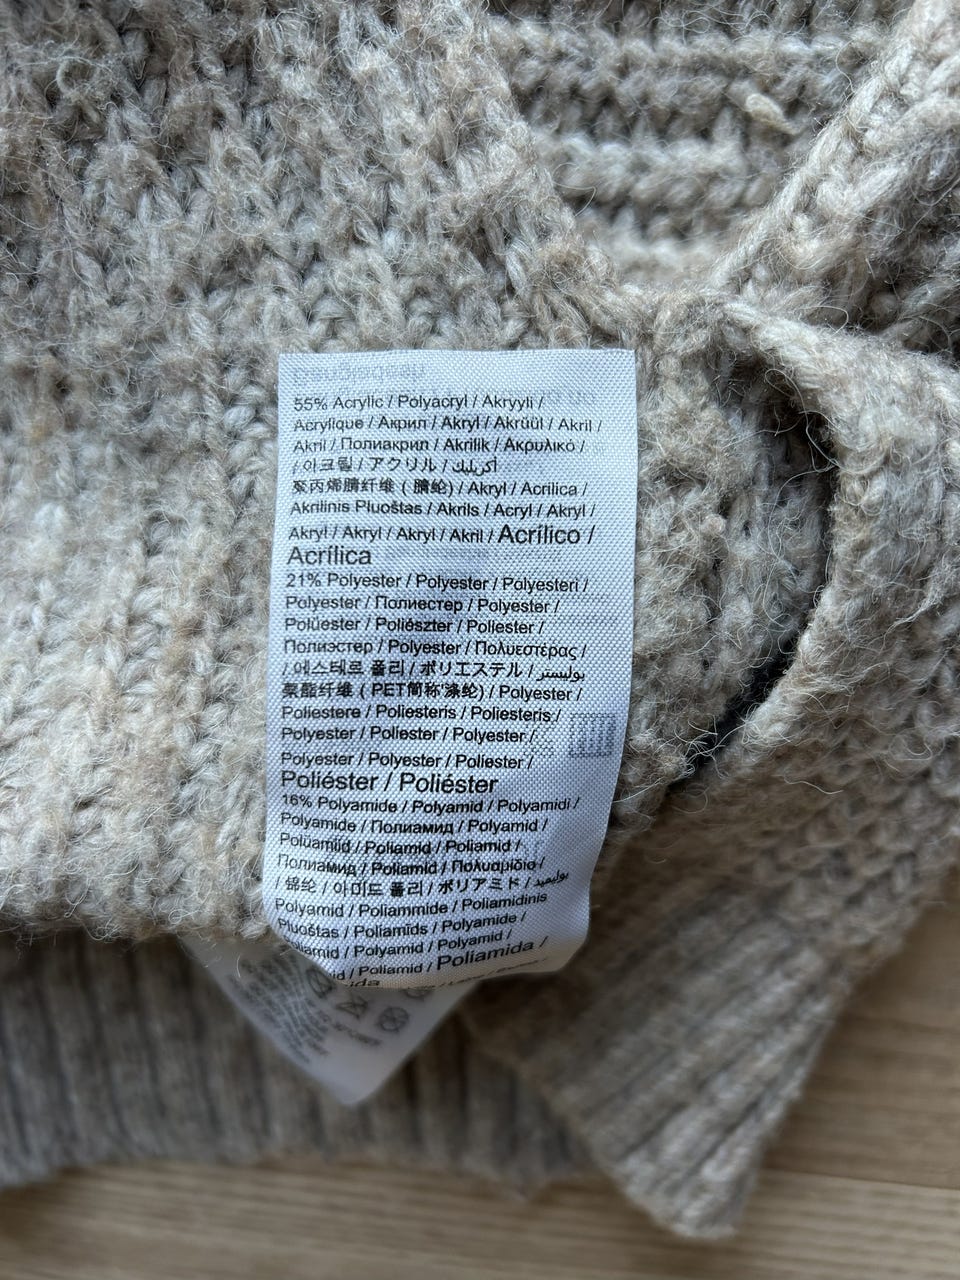 55% Acrylic / Polyacryl / Akryyli /
Acrylique / Акрил / Akryl / Akrüül / Akril /
Akril / Полиакрил / Akrilik / Ακρυλικό /
/ 아크릴 / アクリル / أكريليك
聚丙烯腈纤维 ( 腈纶) / Akryl / Acrilica /
Akrilinis Pluoštas / Akrils / Acryl / Akryl /
Akryl / Akryl / Akryl / Akril / Acrílico /
Acrílica
21% Polyester / Polyester / Polyesteri /
Polyester / Полиестер / Polyester /
Polüester / Poliészter / Poliester /
Полиэстер / Polyester / Πολυεστέρας /
/ 에스테르 폴리 / ポリエステル / بوليستر
聚酯纤维 ( PET简称'涤纶) / Polyester /
Poliestere / Poliesteris / Poliesteris /
Polyester / Poliester / Polyester /
Polyester / Polyester / Poliester /
Poliéster / Poliéster
16% Polyamide / Polyamid / Polyamidi /
Polyamide / Полиамид / Polyamid /
Polüamiid / Poliamid / Poliamid /
Полиамид / Poliamid / Πολυαμίδιο /
/ 锦纶 / 아미드 폴리 / ポリアミド / بوليميد
Polyamid / Poliammide / Poliamidinis
Pluoštas / Poliamīds / Polyamide /
Polyamid / Polyamid /
/ Poliamid / Poliamida /